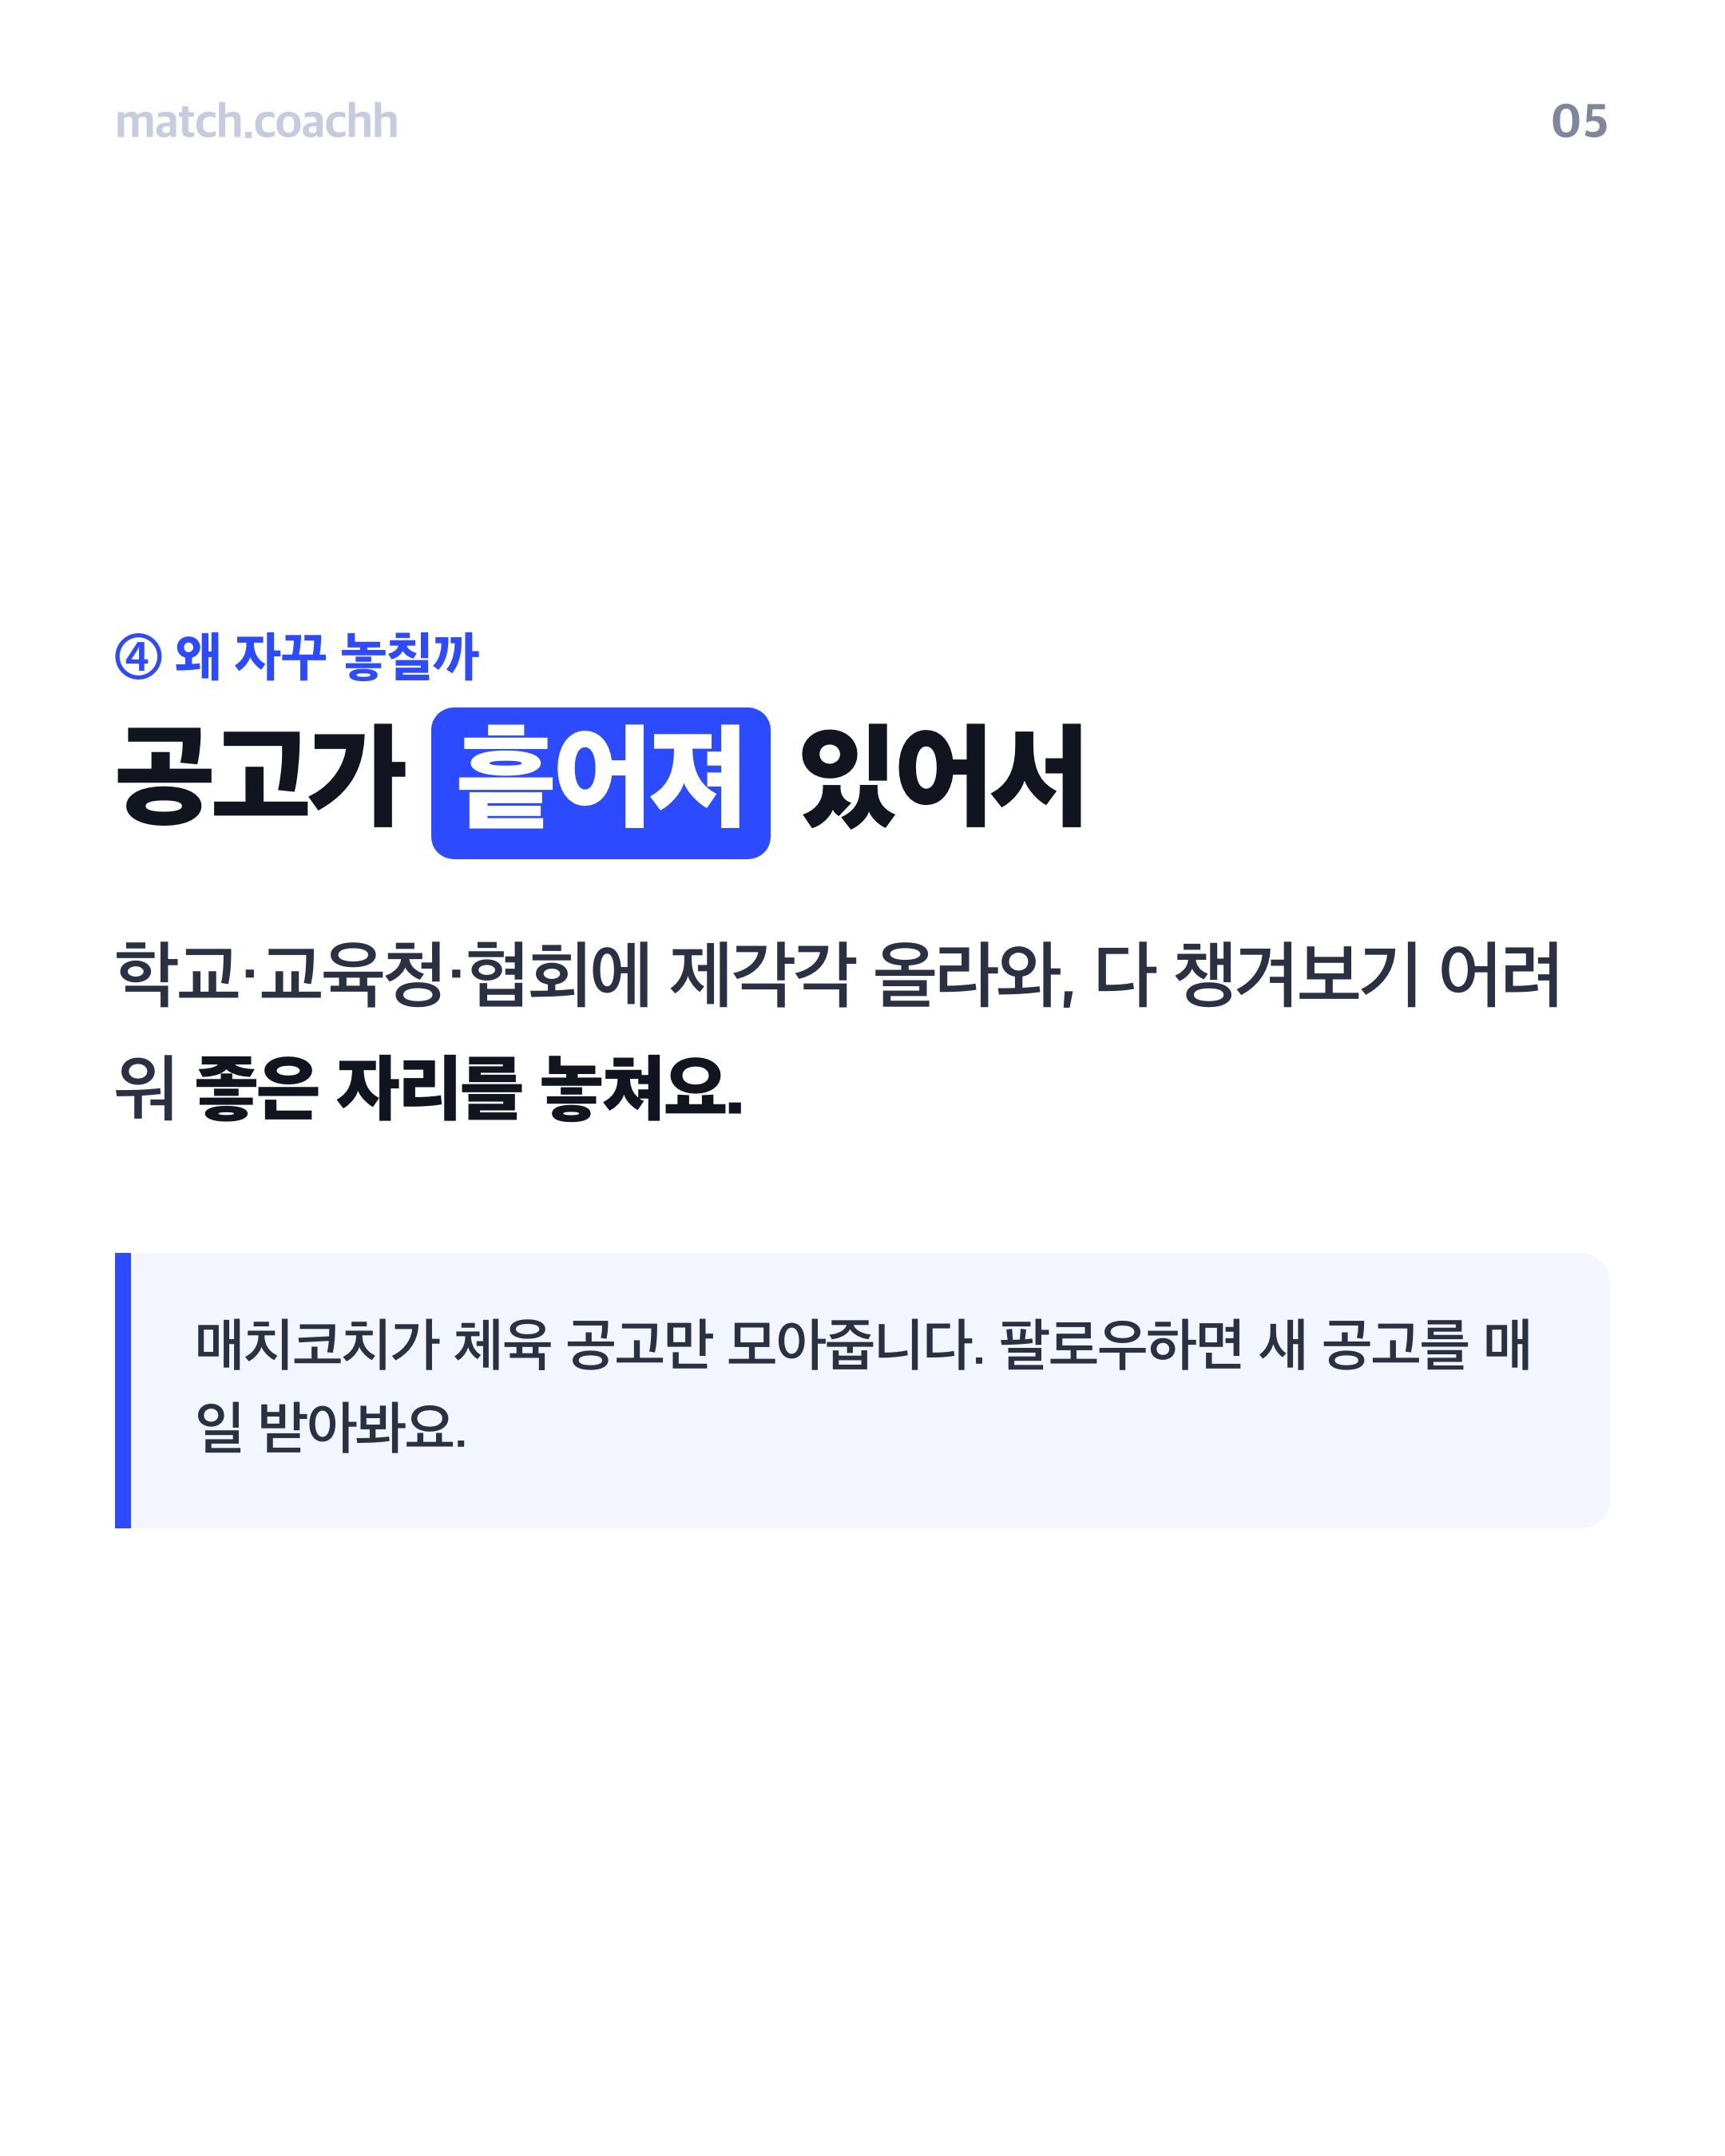 match.coachh
05
④ 왜 자꾸 놓칠까
공고가 흩어져 있어서
학교·교육청·협회에 제각각 올라와, 다 챙겨보기 어려
워 좋은 자리를 놓쳐요.
매치코치가 체육 공고만 모아줍니다. 팔로우하면 새 공고를 매
일 받아봐요.